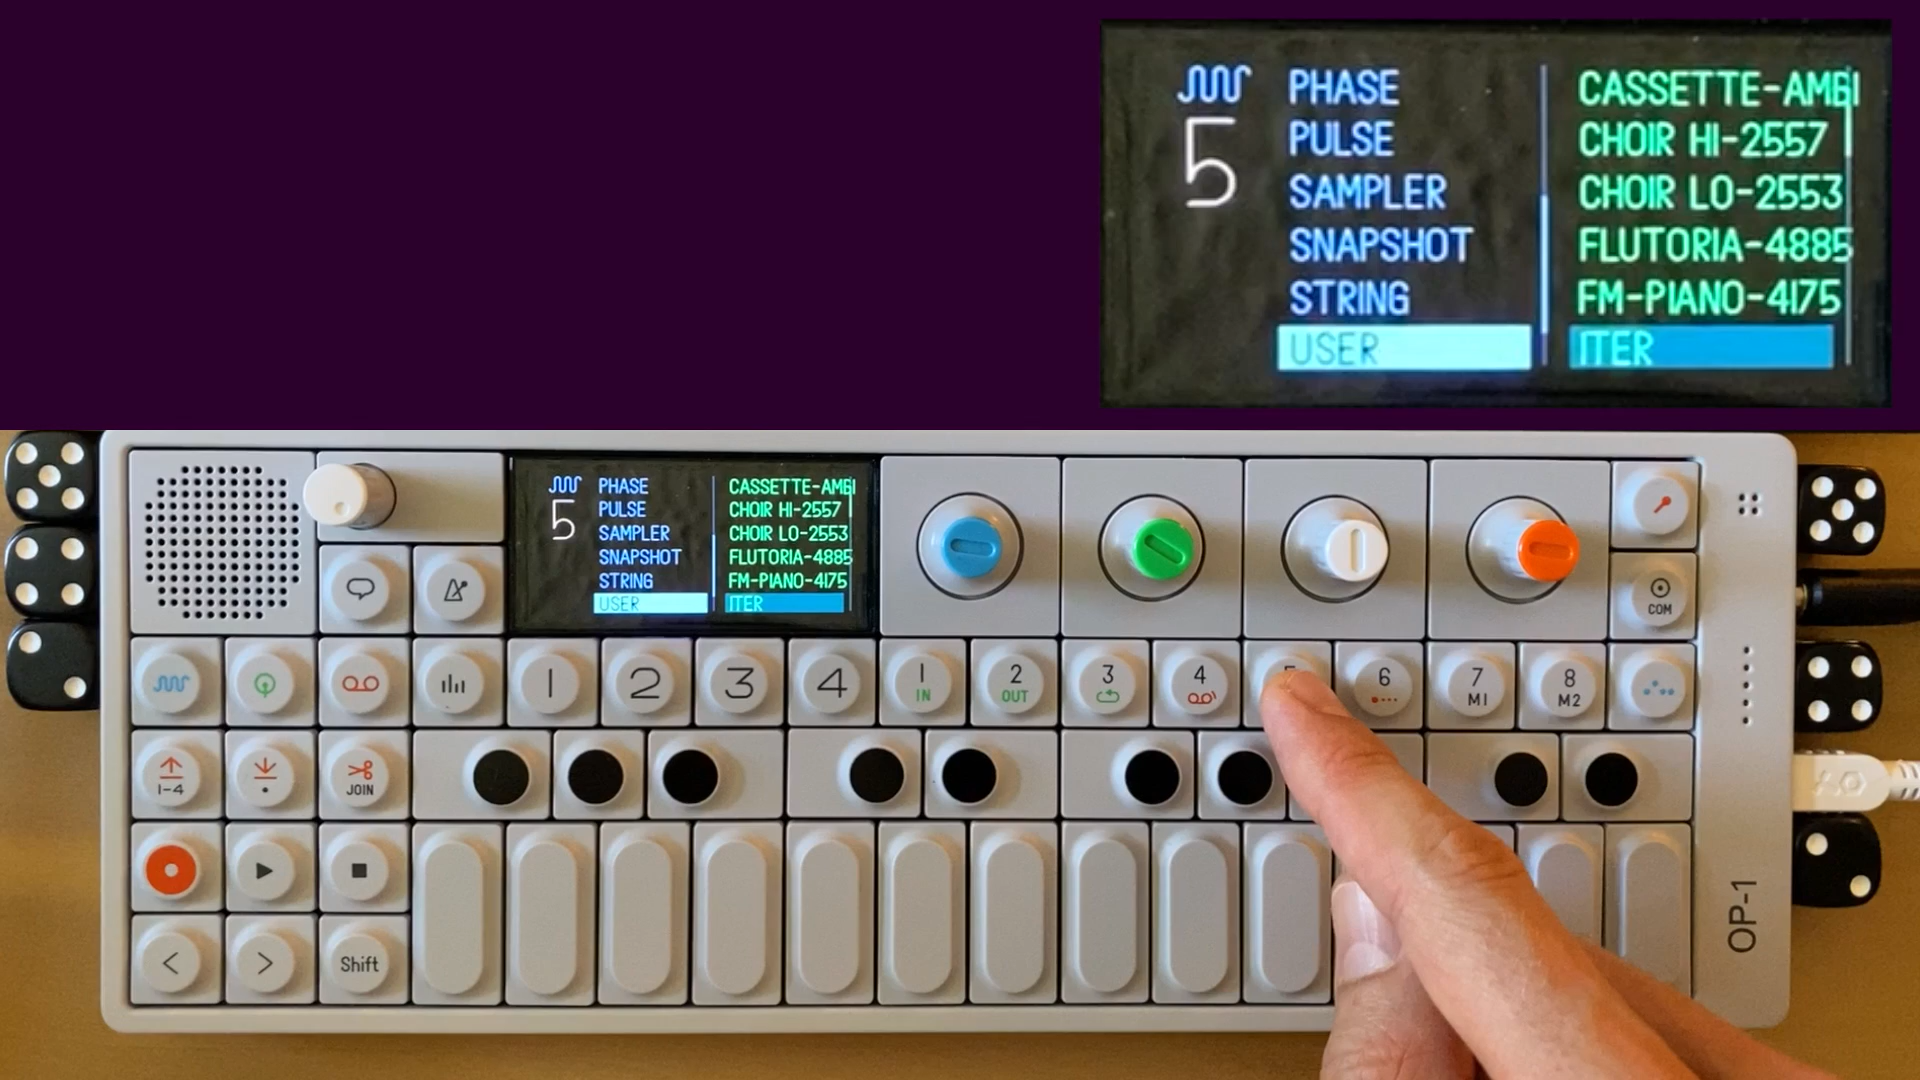 PHASE
PULSE
SAMPLER
SNAPSHOT
STRING
USER
5
CASSETTE-AMBI
CHOIR HI-2557
CHOIR LO-2553
FLUTORIA-4885
FM-PIANO-4175
ITER
PHASE
PULSE
SAMPLER
SNAPSHOT
STRING
USER
5
CASSETTE-AMBI
CHOIR HI-2557
CHOIR LO-2553
FLUTORIA-4885
FM-PIANO-4175
ITER
COM
1 2 3 4
1 IN
2 OUT
3
4
5
6
7 M1
8 M2
1-4
JOIN
< > Shift
OP-1